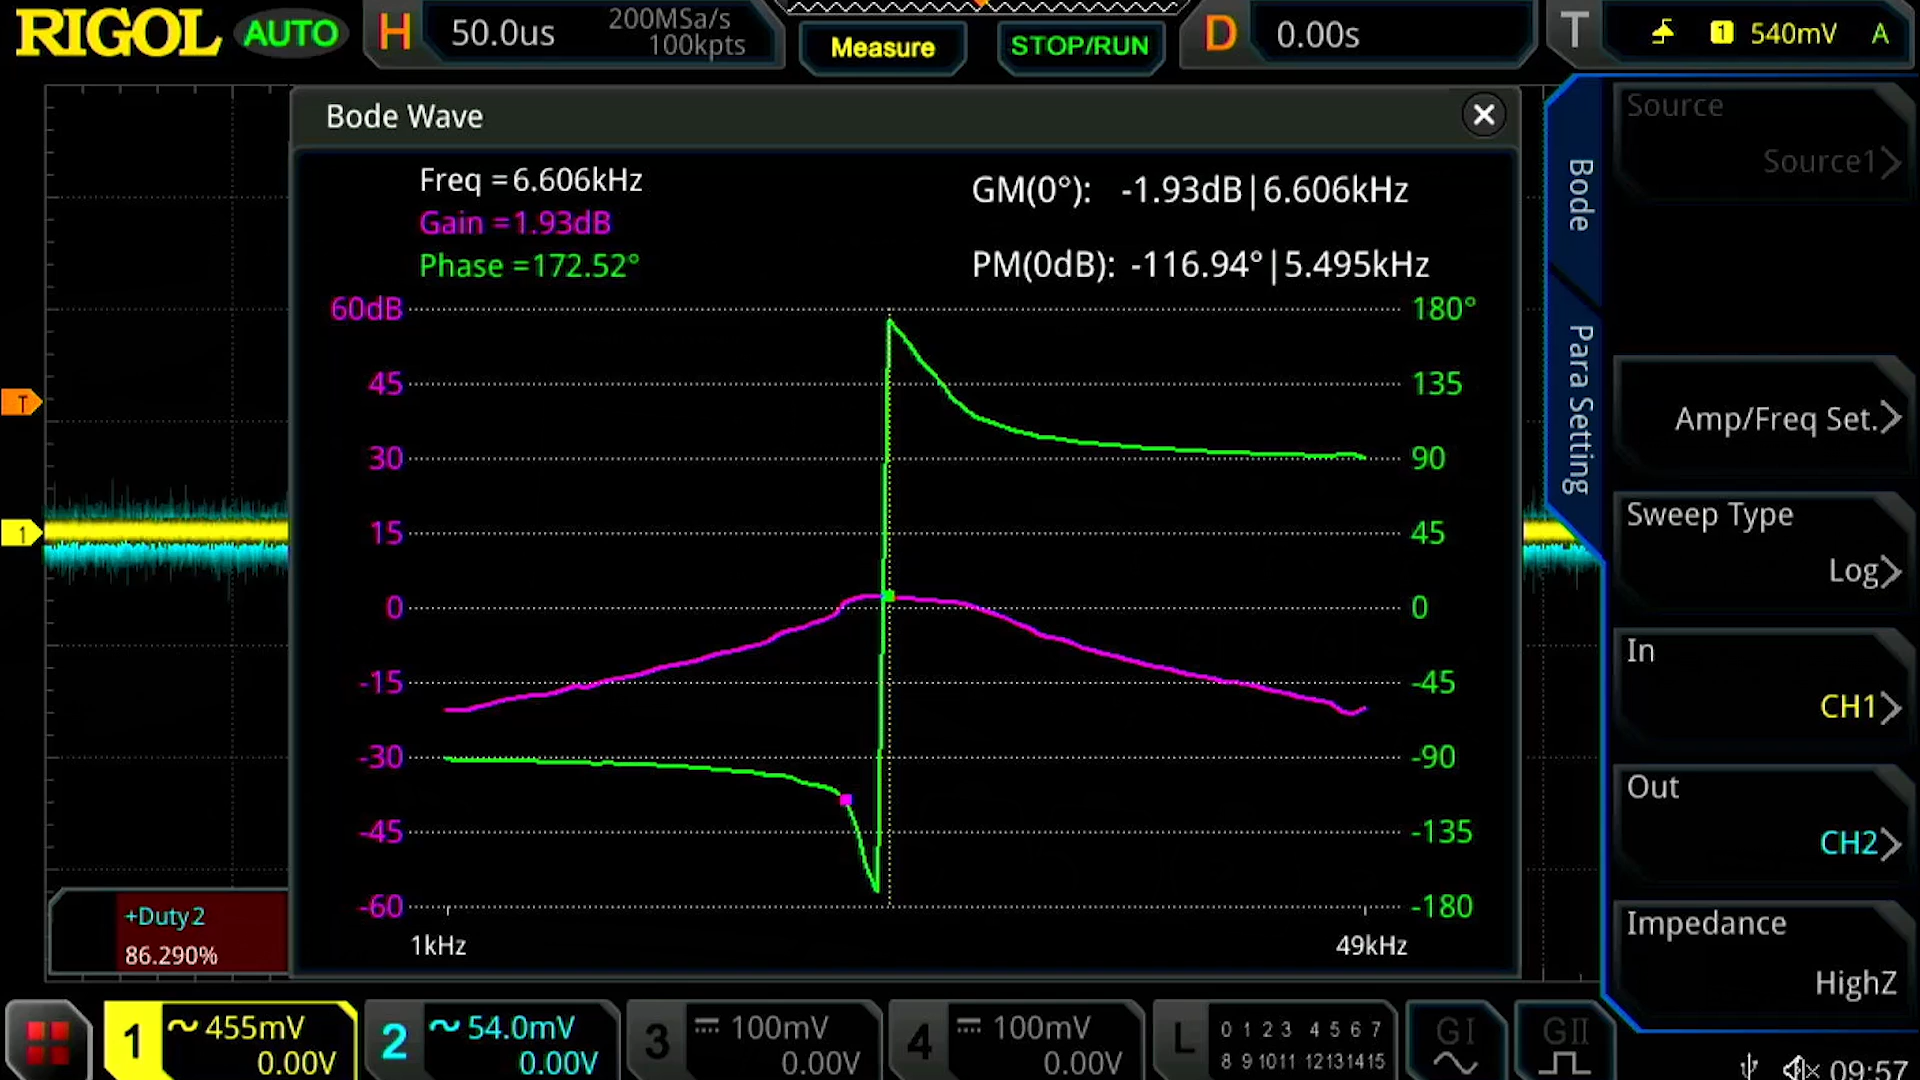 RIGOL AUTO H 50.0us 200MSa/s 100kpts Measure STOP/RUN D 0.00s T 1 540mV A
Bode Wave
Freq =6.606kHz
Gain =1.93dB
Phase =172.52°
GM(0°): -1.93dB|6.606kHz
PM(0dB): -116.94°|5.495kHz
60dB 180°
45 135
30 90
15 45
0 0
-15 -45
-30 -90
-45 -135
-60 -180
1kHz 49kHz
T
1
+Duty2
86.290%
Bode
Para Setting
Source
Source1
Amp/Freq Set.
Sweep Type
Log
In
CH1
Out
CH2
Impedance
HighZ
1 455mV
0.00V
2 54.0mV
0.00V
3 100mV
0.00V
4 100mV
0.00V
L 0 1 2 3 4 5 6 7
8 9 10 11 12 13 14 15
GI
GII
09:57